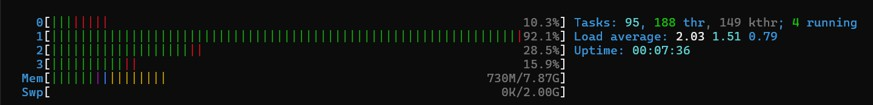 0[ 10.3%] Tasks: 95, 188 thr, 149 kthr; 4 running
1[ 92.1%] Load average: 2.03 1.51 0.79
2[ 28.5%] Uptime: 00:07:36
3[ 15.9%]
Mem[ 730M/7.87G]
Swp[ 0K/2.00G]